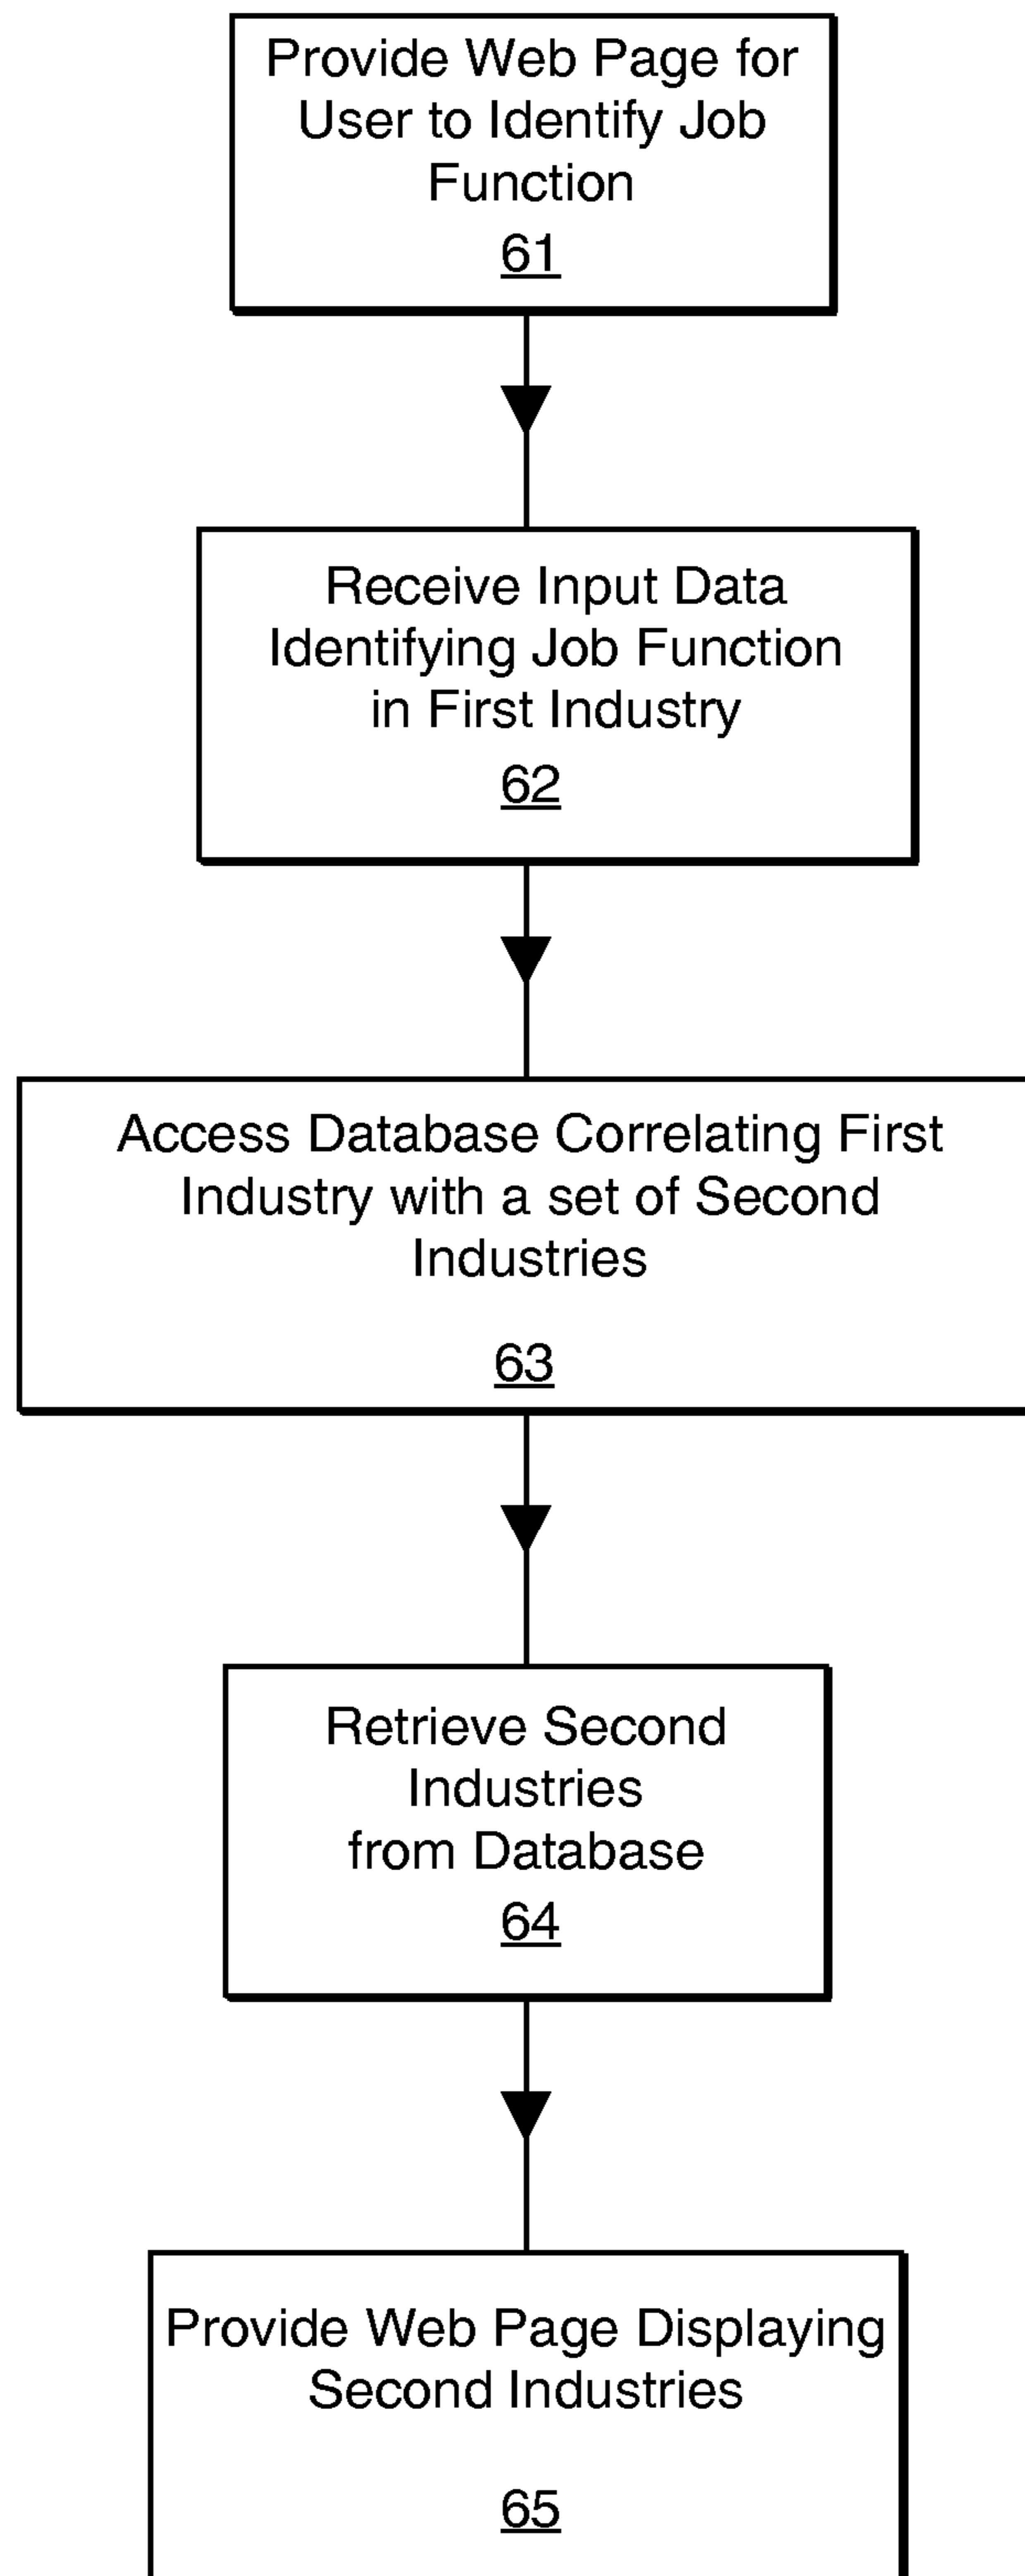 Provide Web Page for
User to Identify Job
Function
61
Receive Input Data
Identifying Job Function
in First Industry
62
Access Database Correlating First
Industry with a set of Second
Industries
63
Retrieve Second
Industries
from Database
64
Provide Web Page Displaying
Second Industries
65